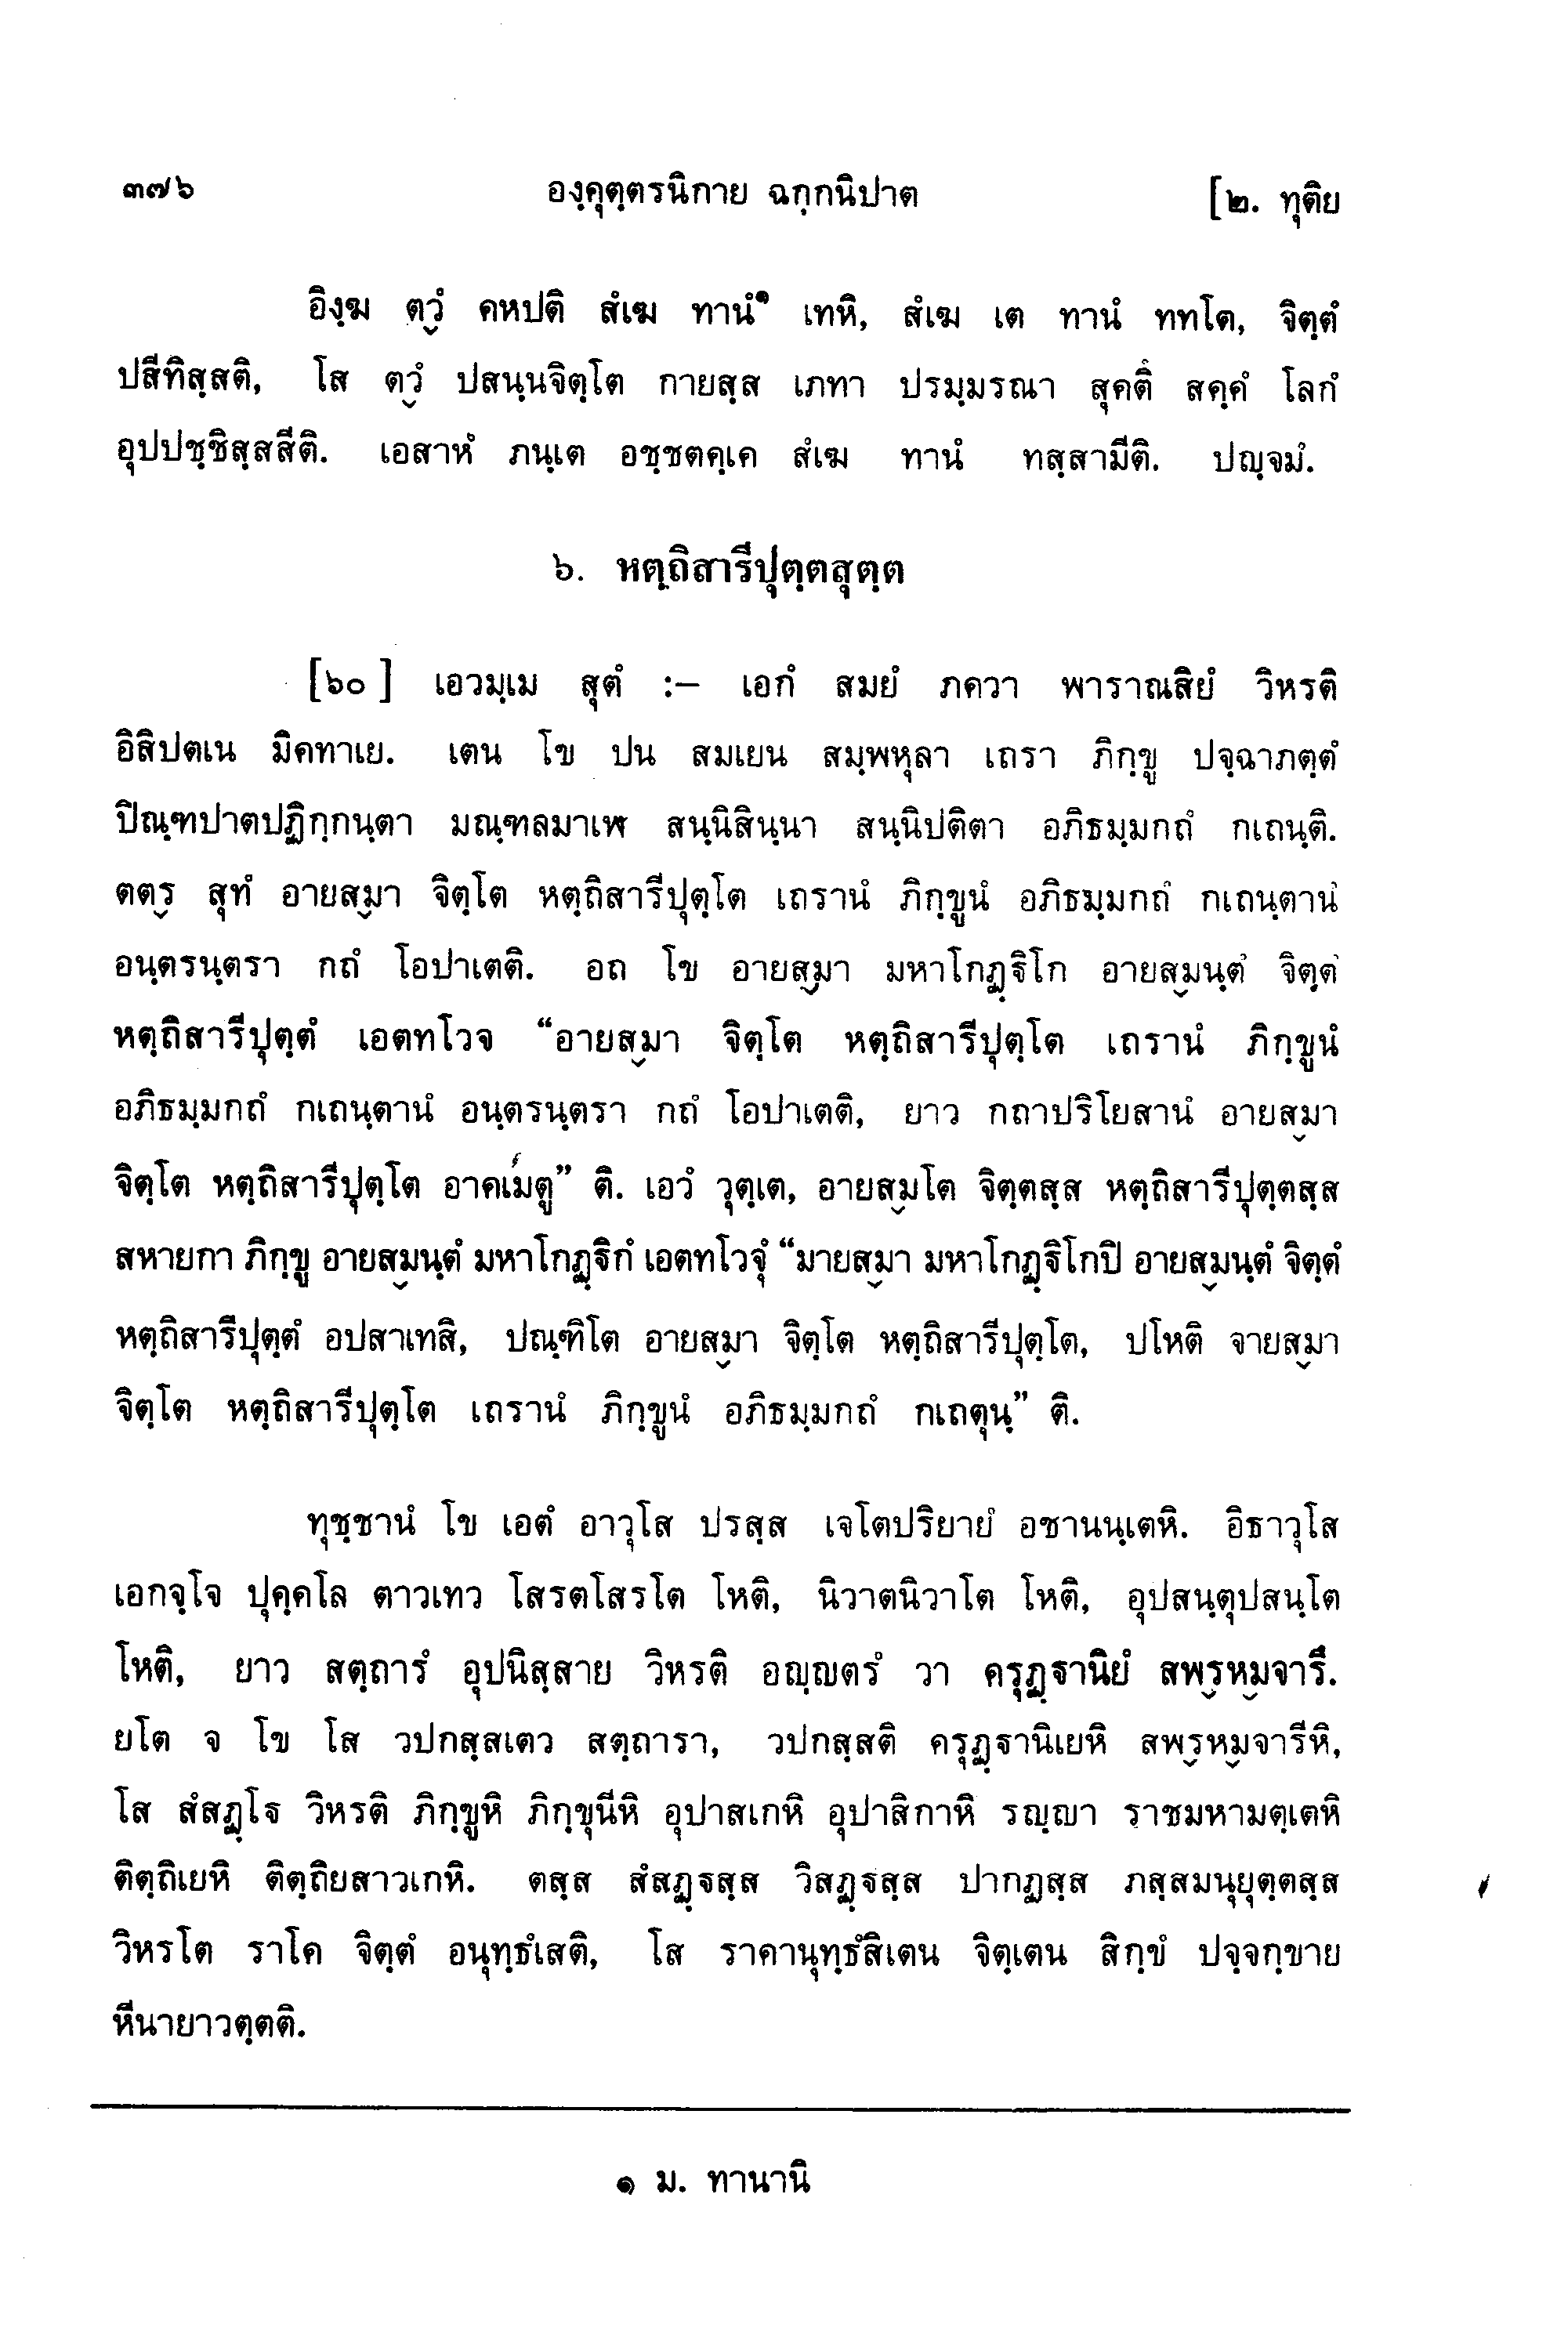 ๓๗๖ องฺคุตฺตรนิกาย ฉกฺกนิปาต [๒. ทุติย
อิงฺฆ ตฺวํ คหปติ สํเฆ ทานํ๑ เทหิ, สํเฆ เต ทานํ ททโต, จิตฺตํ
ปสีทิสฺสติ, โส ตฺวํ ปสนฺนจิตฺโต กายสฺส เภทา ปรมฺมรณา สุคตึ สคฺคํ โลกํ
อุปปชฺชิสฺสสีติ. เอสาหํ ภนฺเต อชฺชตคฺเค สํเฆ ทานํ ทสฺสามีติ. ปญฺจมํ.
๖. หตฺถิสารีปุตฺตสุตฺต
[๖๐] เอวมฺเม สุตํ :– เอกํ สมยํ ภควา พาราณสิยํ วิหรติ
อิสิปตเน มิคทาเย. เตน โข ปน สมเยน สมฺพหุลา เถรา ภิกฺขู ปจฺฉาภตฺตํ
ปิณฺฑปาตปฏิกฺกนฺตา มณฺฑลมาเฬ สนฺนิสินฺนา สนฺนิปติตา อภิธมฺมกถํ กเถนฺติ.
ตตฺร สุทํ อายสฺมา จิตฺโต หตฺถิสารีปุตฺโต เถรานํ ภิกฺขูนํ อภิธมฺมกถํ กเถนฺตานํ
อนฺตรนฺตรา กถํ โอปาเตติ. อถ โข อายสฺมา มหาโกฏฺฐิโก อายสฺมนฺตํ จิตฺตํ
หตฺถิสารีปุตฺตํ เอตทโวจ “อายสฺมา จิตฺโต หตฺถิสารีปุตฺโต เถรานํ ภิกฺขูนํ
อภิธมฺมกถํ กเถนฺตานํ อนฺตรนฺตรา กถํ โอปาเตติ, ยาว กถาปริโยสานํ อายสฺมา
จิตฺโต หตฺถิสารีปุตฺโต อาคเมตู” ติ. เอวํ วุตฺเต, อายสฺมโต จิตฺตสฺส หตฺถิสารีปุตฺตสฺส
สหายกา ภิกฺขู อายสฺมนฺตํ มหาโกฏฺฐิกํ เอตทโวจุํ “มายสฺมา มหาโกฏฺฐิโกปิ อายสฺมนฺตํ จิตฺตํ
หตฺถิสารีปุตฺตํ อปสาเทสิ, ปณฺฑิโต อายสฺมา จิตฺโต หตฺถิสารีปุตฺโต, ปโหติ จายสฺมา
จิตฺโต หตฺถิสารีปุตฺโต เถรานํ ภิกฺขูนํ อภิธมฺมกถํ กเถตุนฺ” ติ.
ทุชฺชานํ โข เอตํ อาวุโส ปรสฺส เจโตปริยายํ อชานนฺเตหิ. อิธาวุโส
เอกจฺโจ ปุคฺคโล ตาวเทว โสรตโสรโต โหติ, นิวาตนิวาโต โหติ, อุปสนฺตุปสนฺโต
โหติ, ยาว สตฺถารํ อุปนิสฺสาย วิหรติ อญฺญตรํ วา ครุฏฺฐานิยํ สพฺรหฺมจารึ.
ยโต จ โข โส วปกสฺสเตว สตฺถารา, วปกสฺสติ ครุฏฺฐานิเยหิ สพฺรหฺมจารีหิ,
โส สํสฏฺโฐ วิหรติ ภิกฺขูหิ ภิกฺขุนีหิ อุปาสเกหิ อุปาสิกาหิ รญฺญา ราชมหามตฺเตหิ
ติตฺถิเยหิ ติตฺถิยสาวเกหิ. ตสฺส สํสฏฺฐสฺส วิสฏฺฐสฺส ปากฏสฺส ภสฺสมนุยุตฺตสฺส
วิหรโต ราโค จิตฺตํ อนุทฺธํเสติ, โส ราคานุทฺธํสิเตน จิตฺเตน สิกฺขํ ปจฺจกฺขาย
หีนายาวตฺตติ.
๑ ม. ทานานิ